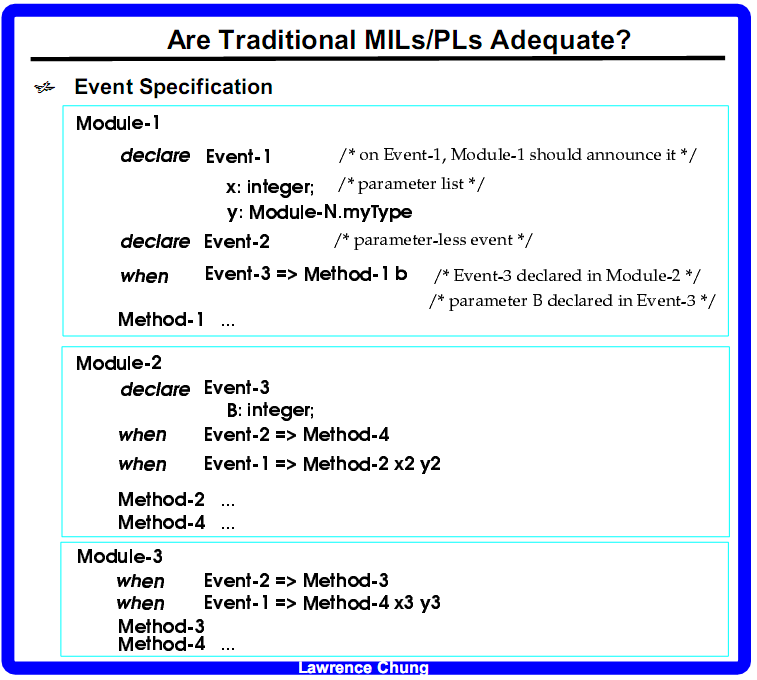 Are Traditional MILs/PLs Adequate?
Event Specification
Module-1
declare Event-1 /* on Event-1, Module-1 should announce it */
x: integer; /* parameter list */
y: Module-N.myType
declare Event-2 /* parameter-less event */
when Event-3 => Method-1 b /* Event-3 declared in Module-2 */
/* parameter B declared in Event-3 */
Method-1 ...
Module-2
declare Event-3
B: integer;
when Event-2 => Method-4
when Event-1 => Method-2 x2 y2
Method-2 ...
Method-4 ...
Module-3
when Event-2 => Method-3
when Event-1 => Method-4 x3 y3
Method-3
Method-4 ...
Lawrence Chung